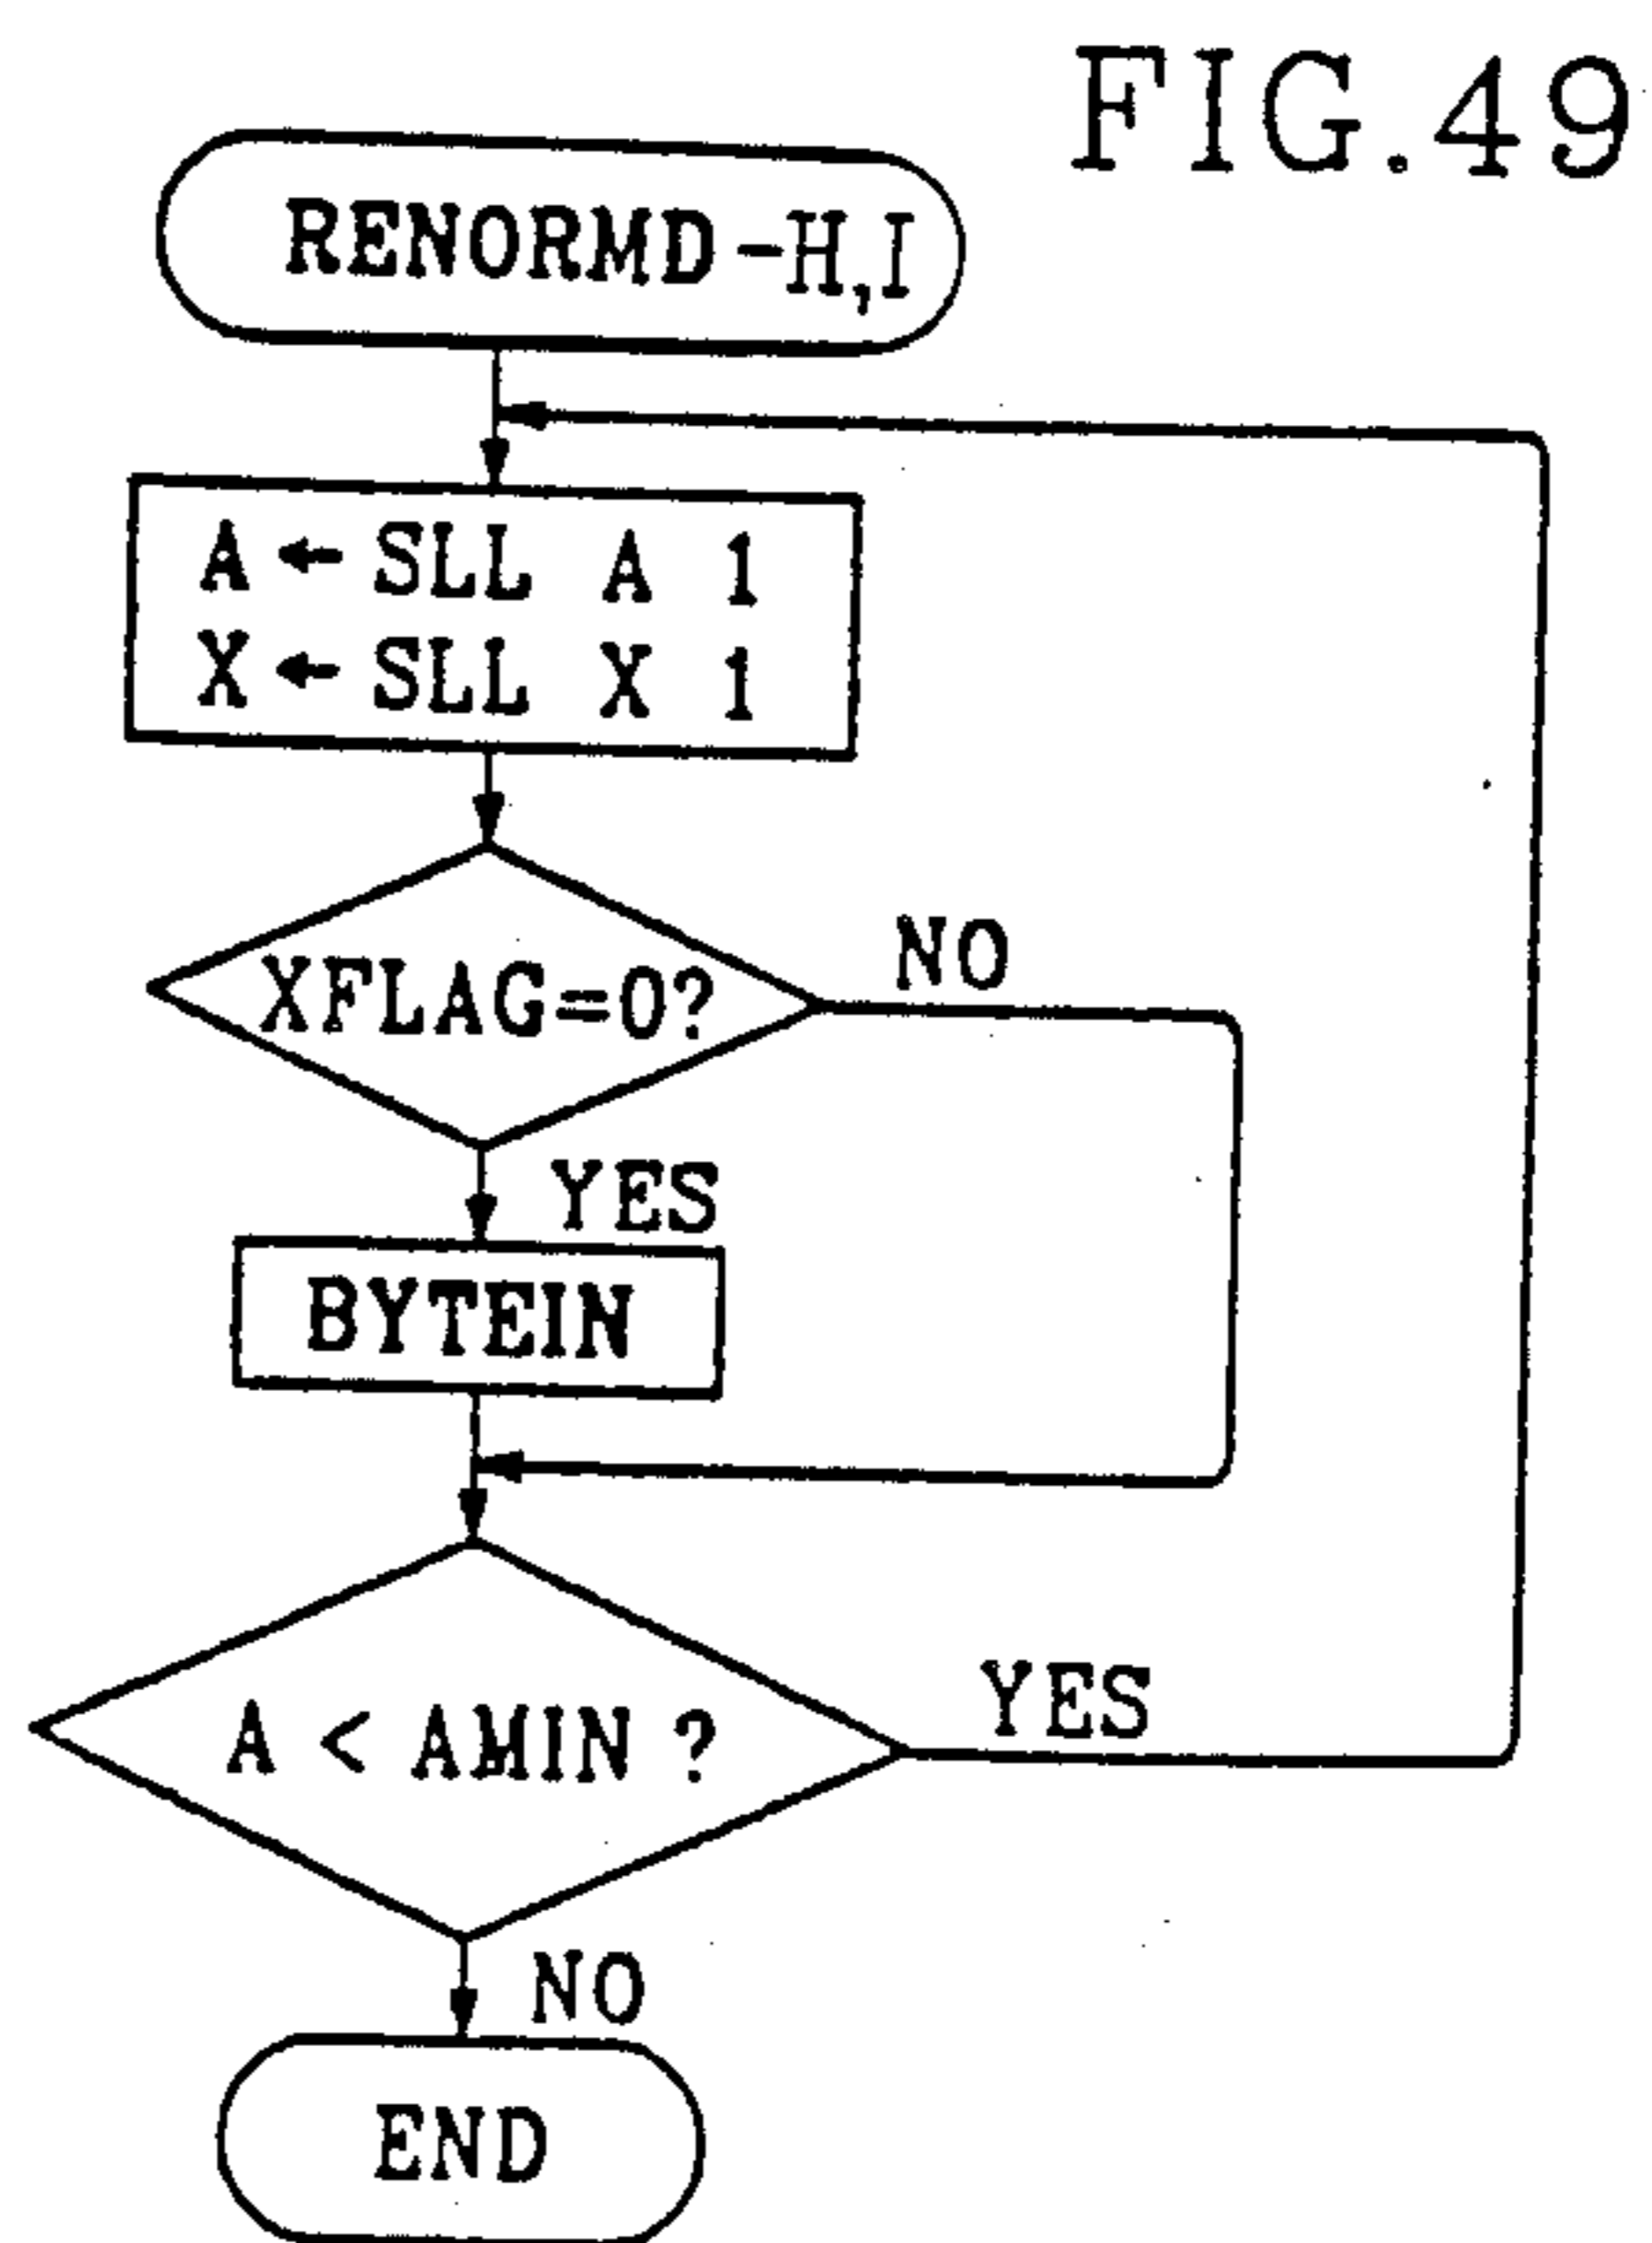 FIG.49
RENORMD-H,I
A ← SLL A 1
X ← SLL X 1
XFLAG=0?
NO
YES
BYTEIN
A < AMIN ?
YES
NO
END